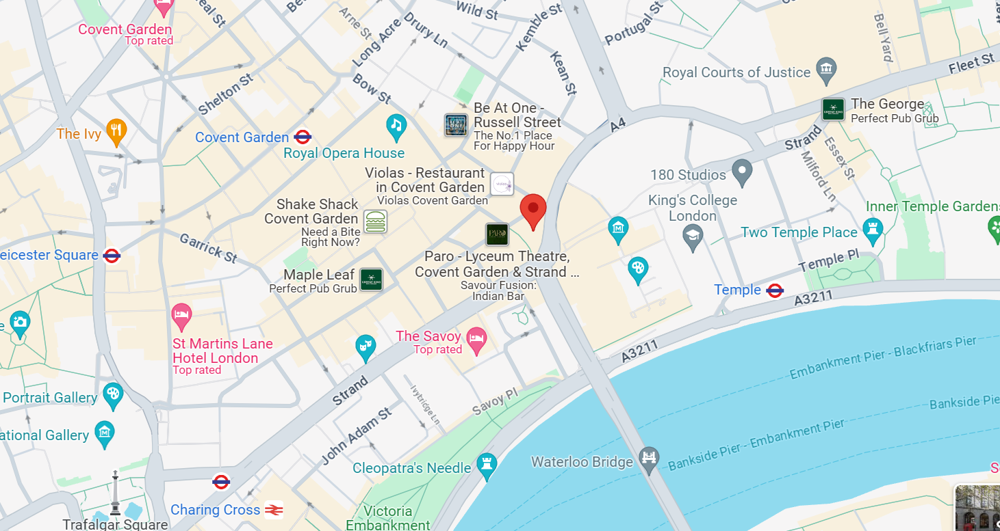 Neal St
Wild St
Kemble St
Portugal St
Arne St
Drury Ln
Covent Garden
Top rated
Long Acre
Bell Yard
Kean St
Fleet St
Royal Courts of Justice
Shelton St
Bow St
The George
Perfect Pub Grub
Be At One -
Russell Street
The No.1 Place
For Happy Hour
A4
The Ivy
Covent Garden
Strand
Royal Opera House
Essex St
Milford Ln
180 Studios
Violas - Restaurant
in Covent Garden
Violas Covent Garden
King's College
London
Shake Shack
Covent Garden
Need a Bite
Right Now?
Inner Temple Gardens
Two Temple Place
PARO
Garrick St
eicester Square
Paro - Lyceum Theatre,
Covent Garden & Strand ...
Savour Fusion:
Indian Bar
Temple Pl
Maple Leaf
Perfect Pub Grub
Temple
A3211
The Savoy
Top rated
St Martins Lane
Hotel London
Top rated
A3211
Embankment Pier - Blackfriars Pier
Strand
Portrait Gallery
Ivybridge Ln
Savoy Pl
Bankside Pie
John Adam St
ational Gallery
Bankside Pier - Embankment Pier
Waterloo Bridge
Cleopatra's Needle
Charing Cross
Victoria
Embankment
Trafalgar Square